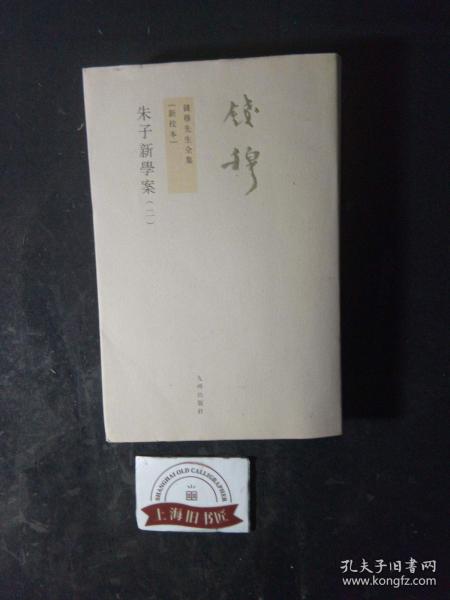 錢穆
錢穆先生全集
[新校本]
朱子新學案（二）
九州出版社
SHANGHAI OLD CALLIGRAPHER
上海旧书匠
孔夫子旧书网
www.kongfz.com